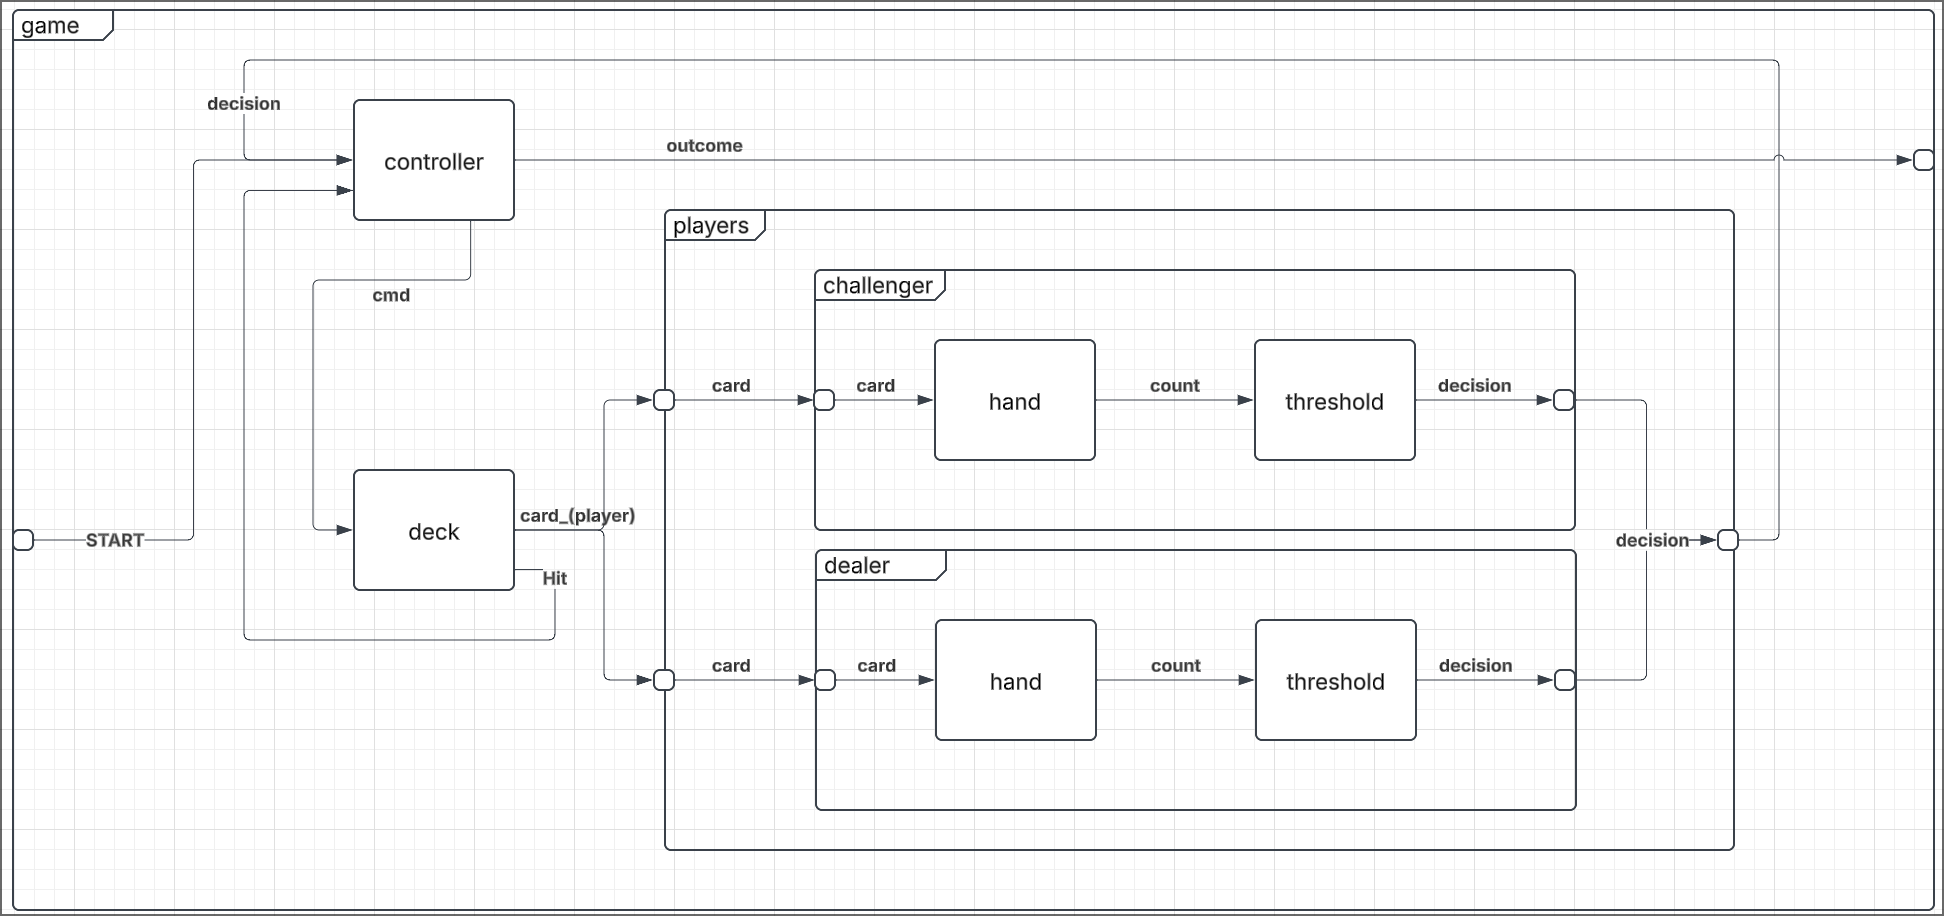 game
decision
controller
outcome
players
cmd
challenger
card
card
hand
count
threshold
decision
START
deck
card_(player)
Hit
decision
dealer
card
card
hand
count
threshold
decision